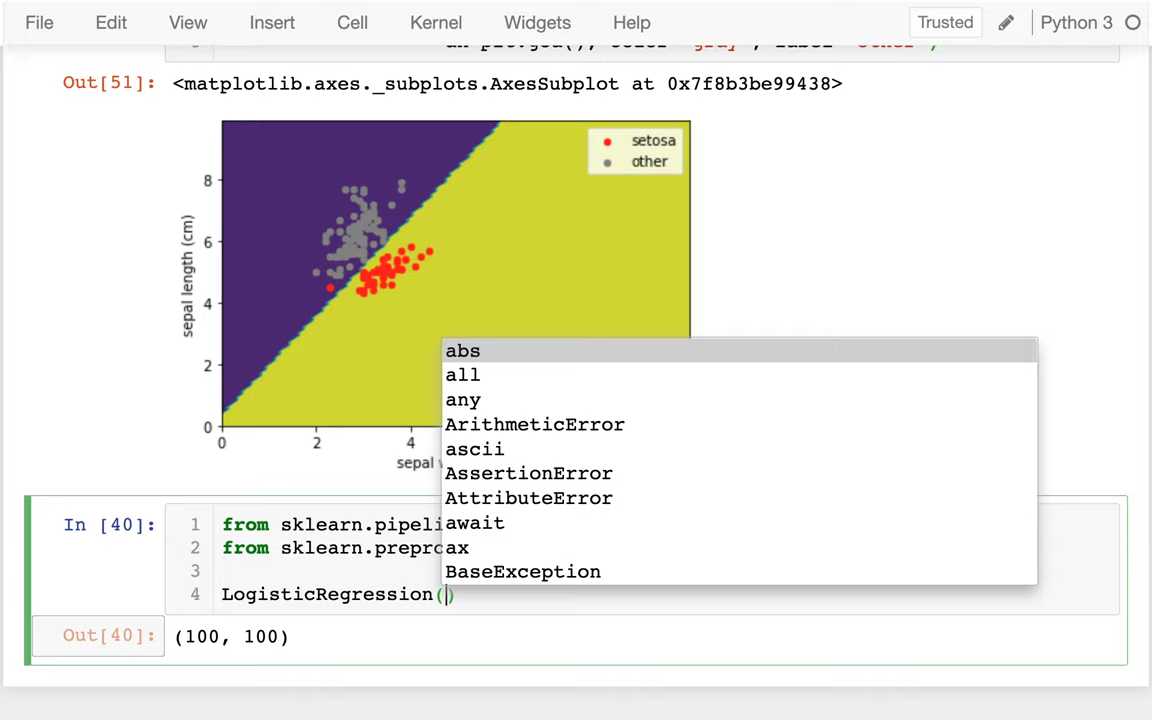 File Edit View Insert Cell Kernel Widgets Help Trusted Python 3
Out[51]: <matplotlib.axes._subplots.AxesSubplot at 0x7f8b3be99438>
setosa
other
sepal length (cm)
8
6
4
2
0
0 2 4
sepal
abs
all
any
ArithmeticError
ascii
AssertionError
AttributeError
await
ax
BaseException
In [40]: 1 from sklearn.pipeli
2 from sklearn.prepro
3
4 LogisticRegression()
Out[40]: (100, 100)